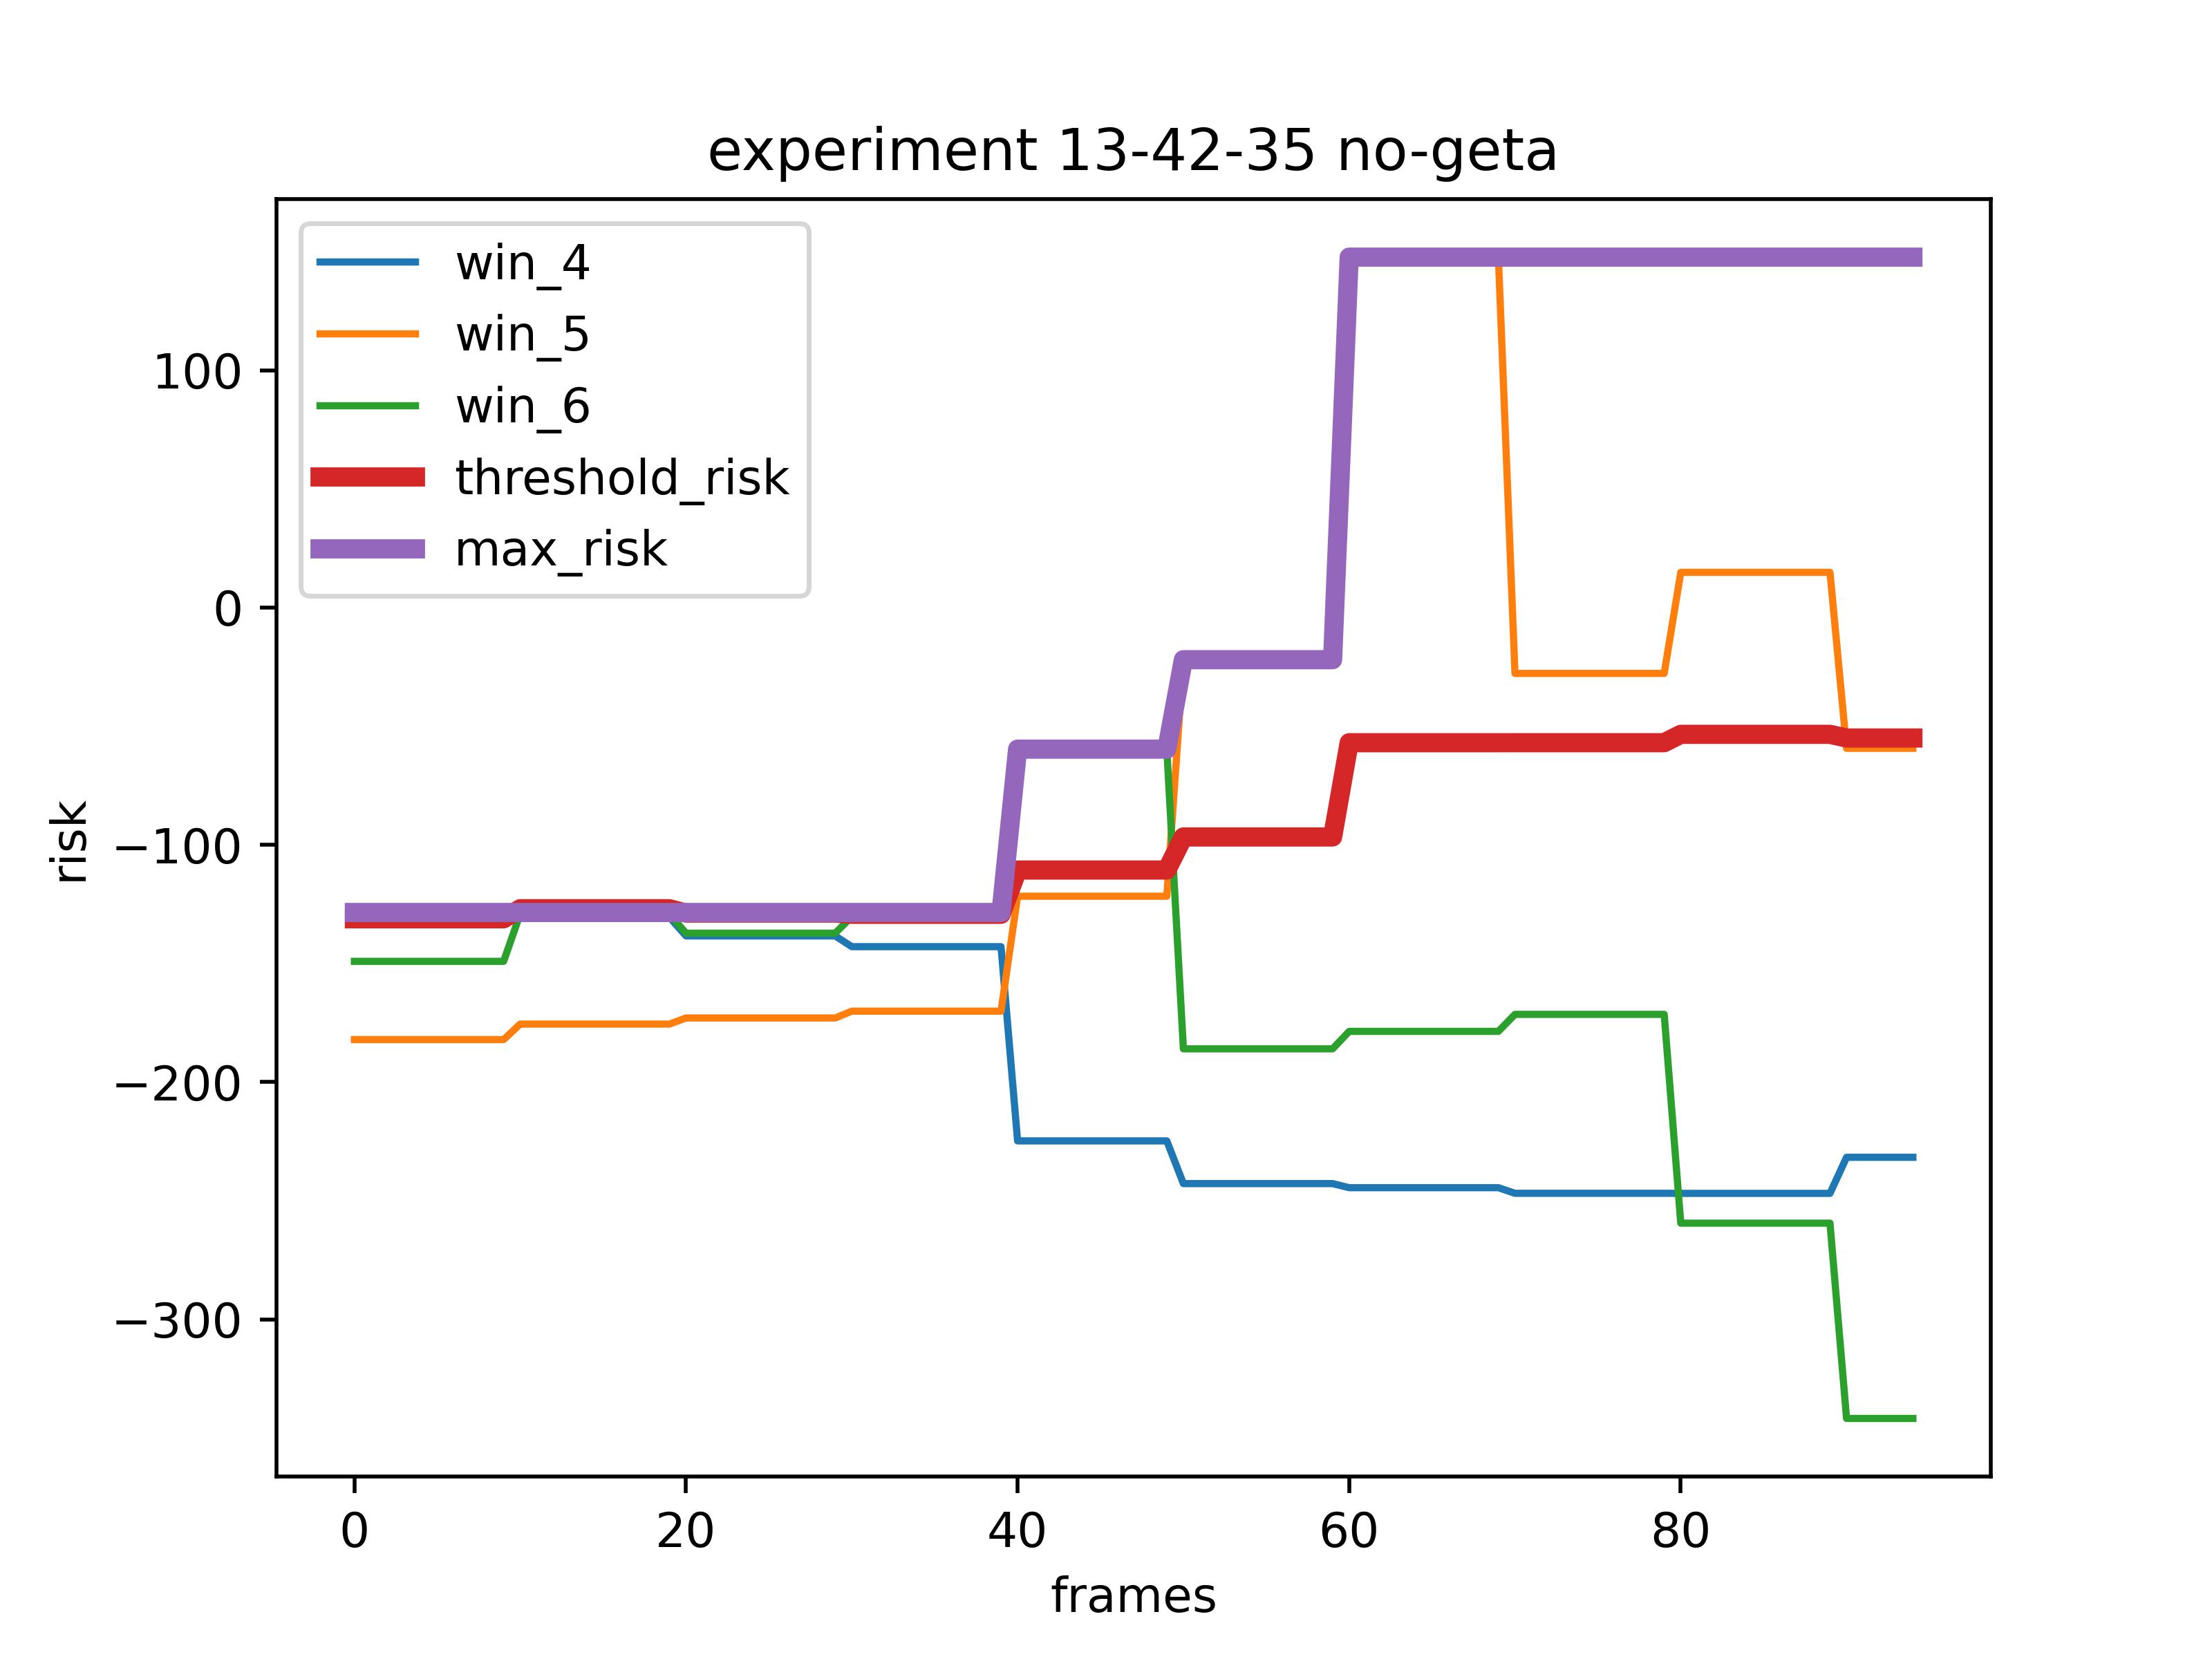 experiment 13-42-35 no-geta
win_4
win_5
win_6
threshold_risk
max_risk
100
0
−100
−200
−300
risk
0 20 40 60 80
frames